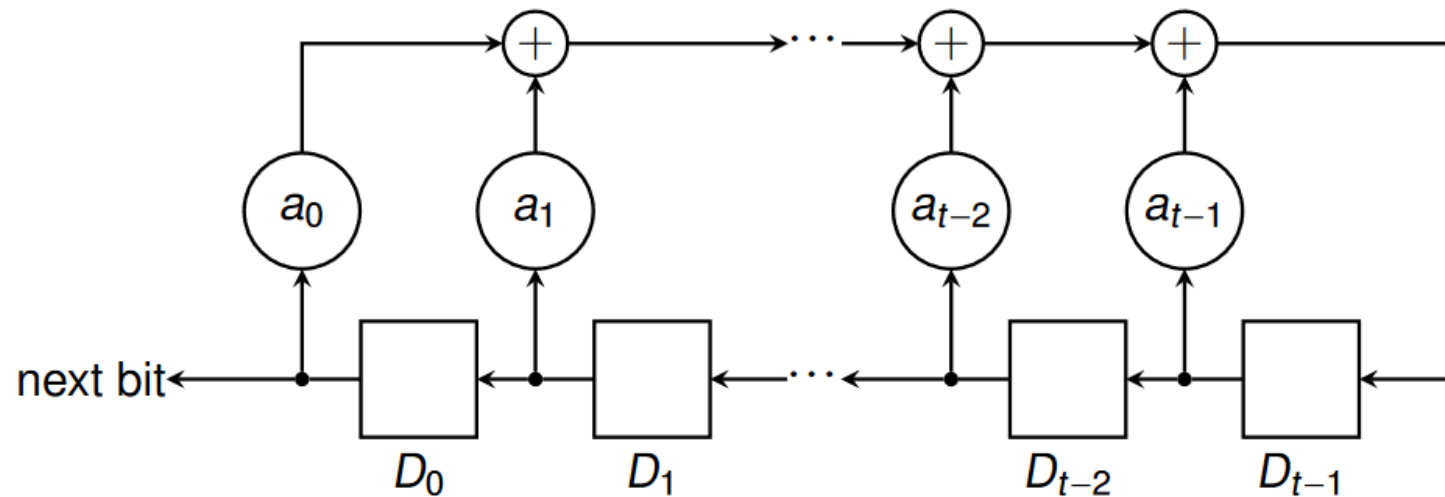 + ⋯ + +
a₀ a₁ aₜ₋₂ aₜ₋₁
next bit ⋯
D₀ D₁ Dₜ₋₂ Dₜ₋₁